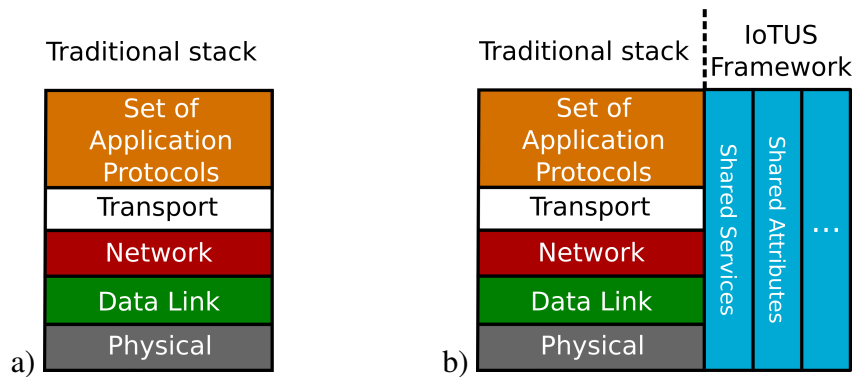 Traditional stack
Set of
Application
Protocols
Transport
Network
Data Link
Physical
a)
Traditional stack
IoTUS
Framework
Set of
Application
Protocols
Transport
Network
Data Link
Physical
Shared Services
Shared Attributes
...
b)